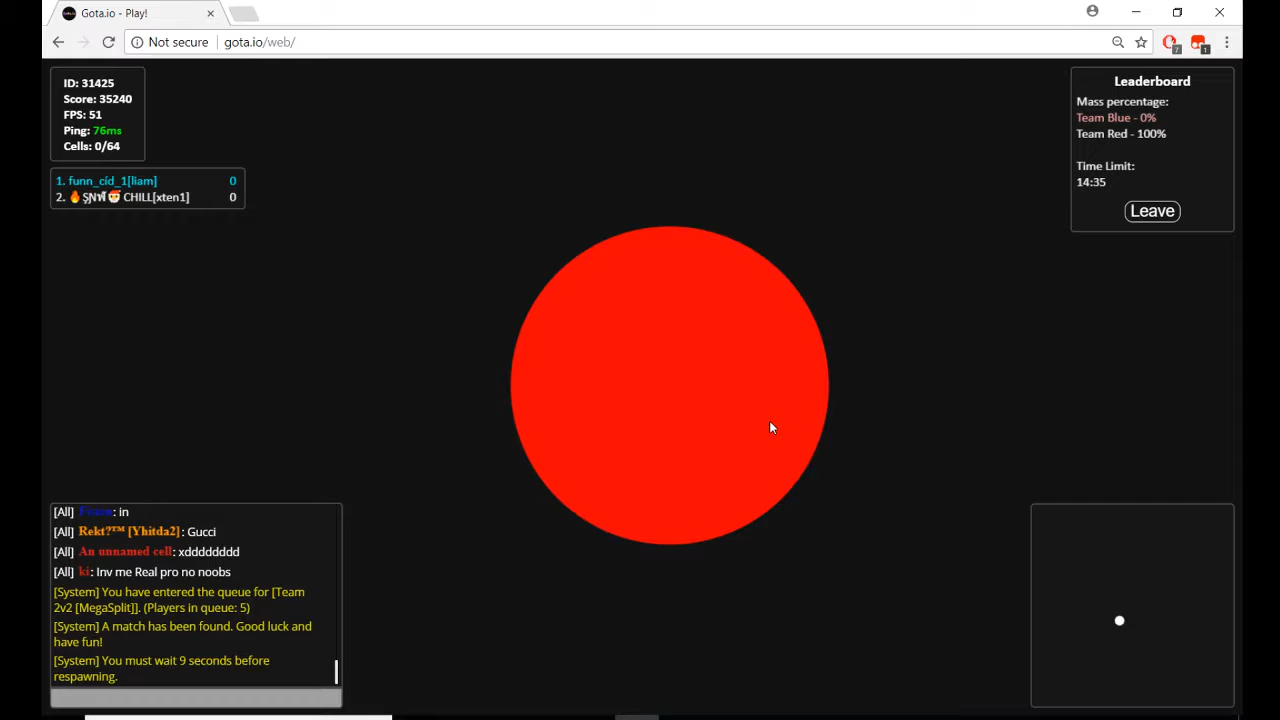 Gota.io - Play!
Not secure
gota.io/web/
7
1
ID: 31425
Score: 35240
FPS: 51
Ping: 76ms
Cells: 0/64
1. funn_cíd_1[liam] 0
CHILL[xten1] 0
Leaderboard
Mass percentage:
Team Blue - 0%
Team Red - 100%
Time Limit:
14:35
Leave
[All] : in
[All] Rekt?™ [Yhitda2]: Gucci
[All] An unnamed cell: xdddddddd
[All] ki: Inv me Real pro no noobs
[System] You have entered the queue for [Team
2v2 [MegaSplit]]. (Players in queue: 5)
[System] A match has been found. Good luck and
have fun!
[System] You must wait 9 seconds before
respawning.